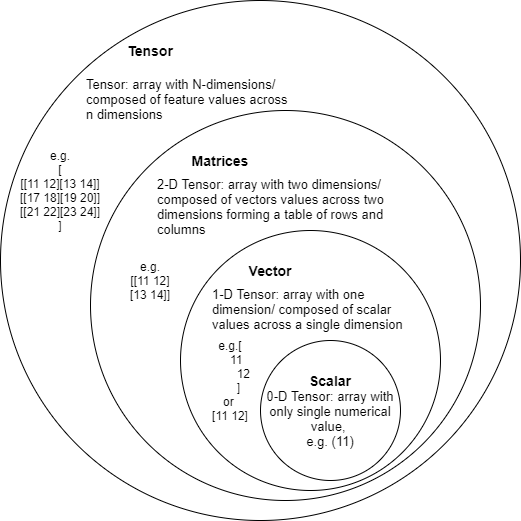 Tensor
Tensor: array with N-dimensions/
composed of feature values across
n dimensions
e.g.
[
[[11 12][13 14]]
[[17 18][19 20]]
[[21 22][23 24]]
]
Matrices
2-D Tensor: array with two dimensions/
composed of vectors values across two
dimensions forming a table of rows and
columns
e.g.
[[11 12]
[13 14]]
Vector
1-D Tensor: array with one
dimension/ composed of scalar
values across a single dimension
e.g.[
11
12
]
or
[11 12]
Scalar
0-D Tensor: array with
only single numerical
value,
e.g. (11)